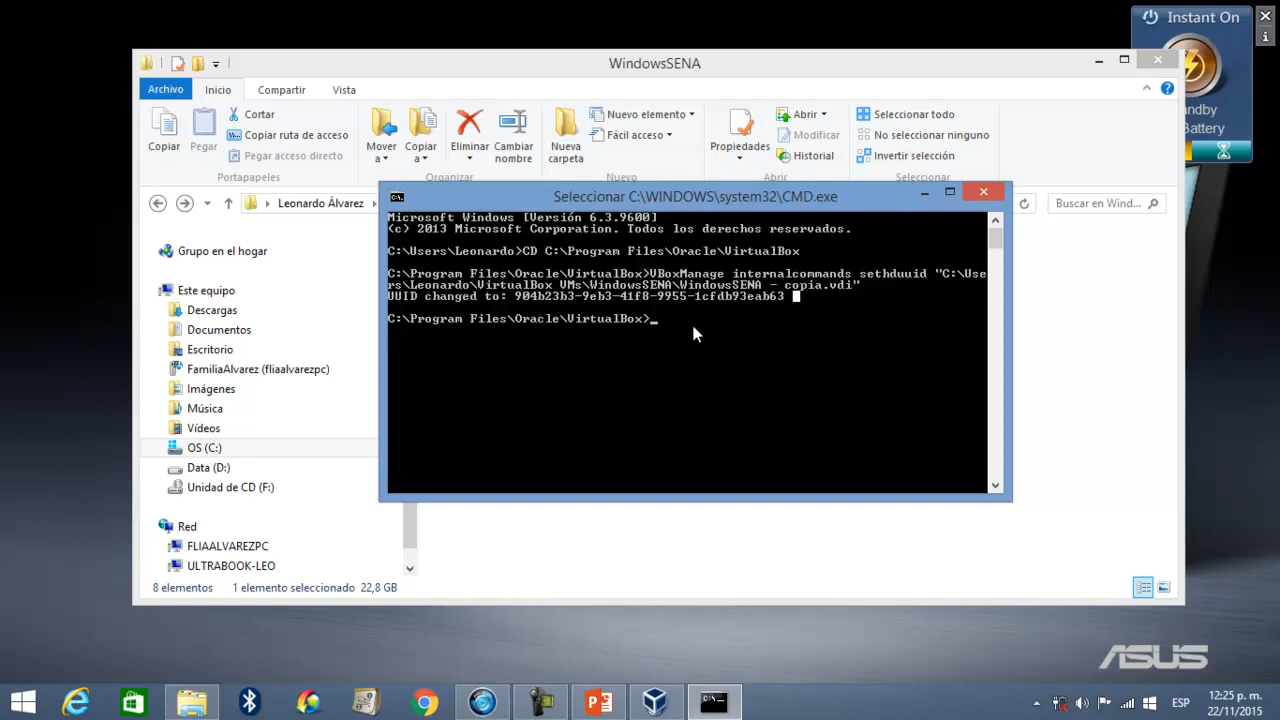 Instant On
WindowsSENA
Archivo Inicio Compartir Vista
Copiar
Pegar
Cortar
Copiar ruta de acceso
Pegar acceso directo
Portapapeles
Mover a
Copiar a
Eliminar
Cambiar nombre
Organizar
Nueva carpeta
Nuevo elemento
Fácil acceso
Nuevo
Propiedades
Abrir
Modificar
Historial
Abrir
Seleccionar todo
No seleccionar ninguno
Invertir selección
Seleccionar
Battery
Leonardo Álvarez
Buscar en Wind...
Seleccionar C:\WINDOWS\system32\CMD.exe
Microsoft Windows [Versión 6.3.9600]
(c) 2013 Microsoft Corporation. Todos los derechos reservados.
C:\Users\Leonardo>CD C:\Program Files\Oracle\VirtualBox
C:\Program Files\Oracle\VirtualBox>VBoxManage internalcommands sethduuid "C:\Use
rs\Leonardo\VirtualBox VMs\WindowsSENA\WindowsSENA - copia.vdi"
UUID changed to: 904b23b3-9eb3-41f8-9955-1cfdb93eab63
C:\Program Files\Oracle\VirtualBox>_
Grupo en el hogar
Este equipo
Descargas
Documentos
Escritorio
FamiliaAlvarez (fliaalvarezpc)
Imágenes
Música
Vídeos
OS (C:)
Data (D:)
Unidad de CD (F:)
Red
FLIAALVAREZPC
ULTRABOOK-LEO
8 elementos 1 elemento seleccionado 22,8 GB
ASUS
ESP
12:25 p. m.
22/11/2015